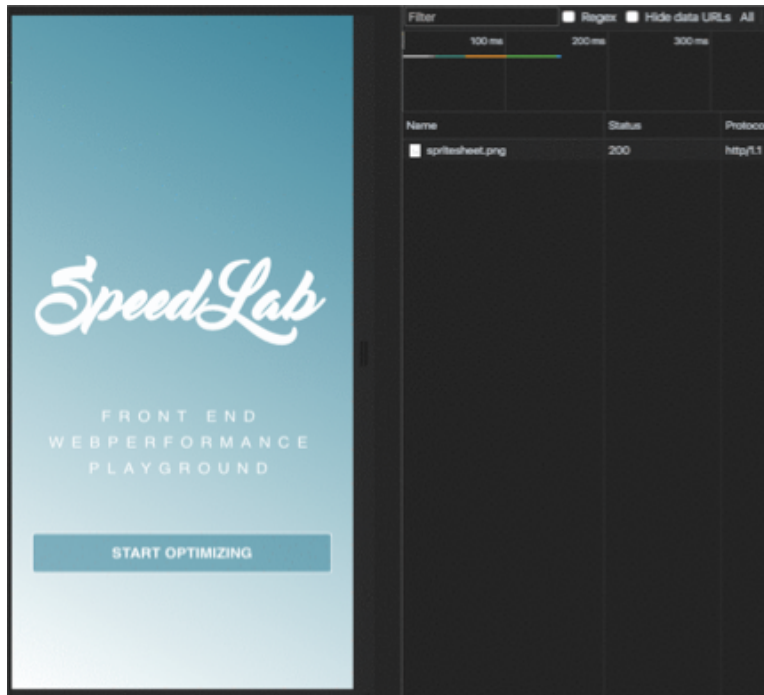 SpeedLab
FRONT END
WEBPERFORMANCE
PLAYGROUND
START OPTIMIZING
Filter
Regex
Hide data URLs
All
100 ms
200 ms
300 ms
Name
Status
Protoco
spritesheet.png
200
http/1.1